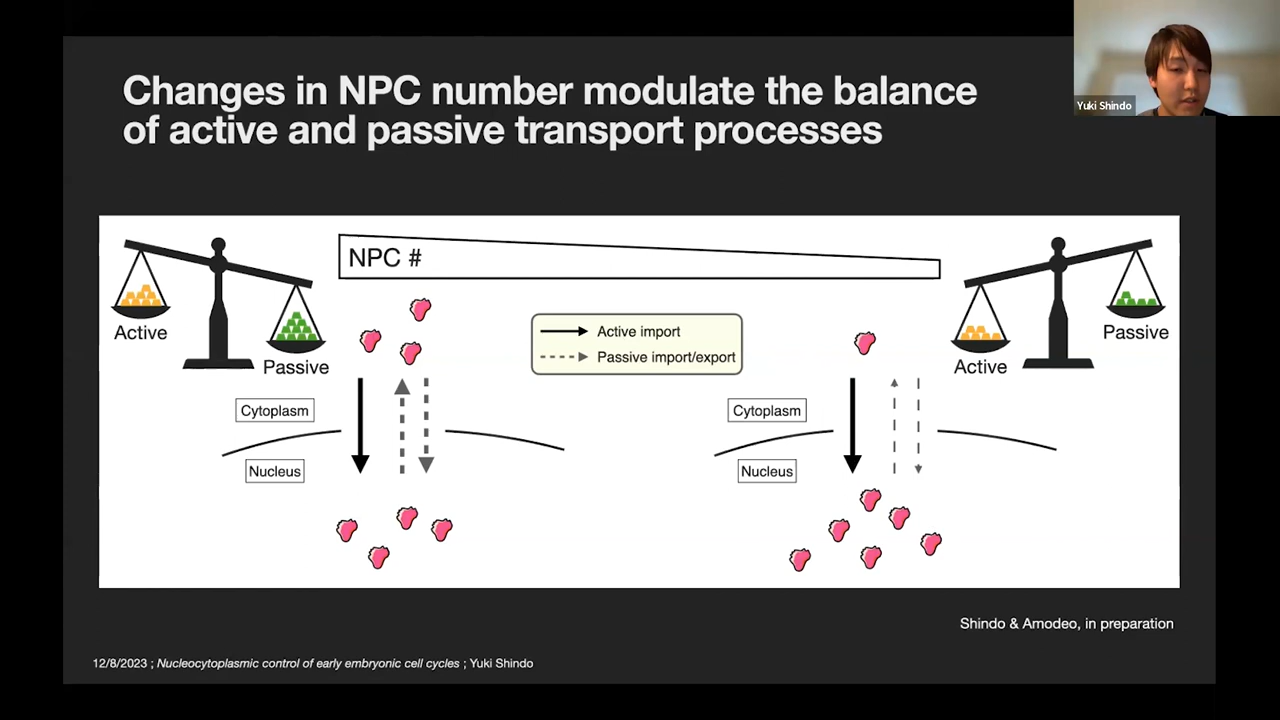 Changes in NPC number modulate the balance
of active and passive transport processes
Yuki Shindo
NPC #
Active
Passive
Active import
Passive import/export
Passive
Active
Cytoplasm
Nucleus
Cytoplasm
Nucleus
Shindo & Amodeo, in preparation
12/8/2023 ; Nucleocytoplasmic control of early embryonic cell cycles ; Yuki Shindo